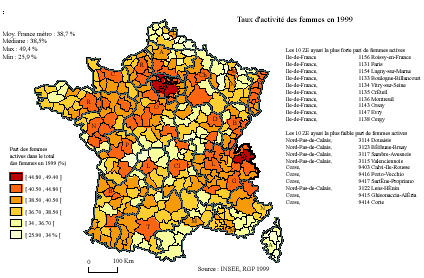 Taux d'activité des femmes en 1999
Moy. France métro : 38,7 %
Médiane : 38,5%
Max : 49,4 %
Min : 25,9 %
Les 10 ZE ayant la plus forte part de femmes actives
Ile-de-France, 1156 Roissy-en-France
Ile-de-France, 1131 Paris
Ile-de-France, 1154 Lagny-sur-Marne
Ile-de-France, 1133 Boulogne-Billancourt
Ile-de-France, 1134 Vitry-sur-Seine
Ile-de-France, 1135 Créteil
Ile-de-France, 1136 Montreuil
Ile-de-France, 1143 Orsay
Ile-de-France, 1147 Evry
Ile-de-France, 1138 Cergy
Les 10 ZE ayant la plus faible part de femmes actives
Nord-Pas-de-Calais, 3114 Douaisis
Nord-Pas-de-Calais, 3123 Béthune-Bruay
Nord-Pas-de-Calais, 3117 Sambre-Avesnois
Nord-Pas-de-Calais, 3115 Valenciennois
Corse, 9403 Calvi-Ile-Rousse
Corse, 9416 Porto-Vecchio
Corse, 9417 Sartène-Propriano
Nord-Pas-de-Calais, 3122 Lens-Hénin
Corse, 9415 Ghisonaccia-Aléria
Corse, 9414 Corte
Part des femmes
actives dans le total
des femmes en 1999 (%)
[ 44.80 , 49.40 ]
[ 40.50 , 44.80 [
[ 38.50 , 40.50 [
[ 36.70 , 38.50 [
[ 34 , 36.70 [
[ 25.90 , 34 % [
0 100 Km
Source : INSEE, RGP 1999